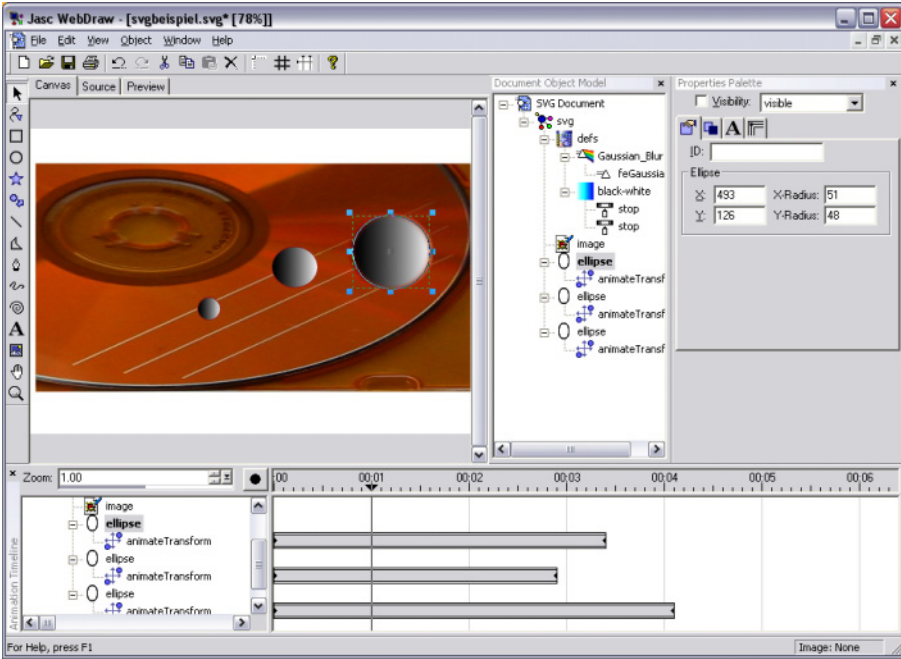 Jasc WebDraw - [svgbeispiel.svg* [78%]]
File Edit View Object Window Help
Canvas Source Preview
Document Object Model
SVG Document
svg
defs
Gaussian_Blur
feGaussia
black-white
stop
stop
image
ellipse
animateTransf
ellipse
animateTransf
ellipse
animateTransf
Properties Palette
Visibility: visible
A
ID:
Ellipse
X: 493 X-Radius: 51
Y: 126 Y-Radius: 48
A
Zoom: 1.00
:00 00:01 00:02 00:03 00:04 00:05 00:06
Animation Timeline
image
ellipse
animateTransform
ellipse
animateTransform
ellipse
animateTransform
For Help, press F1
Image: None